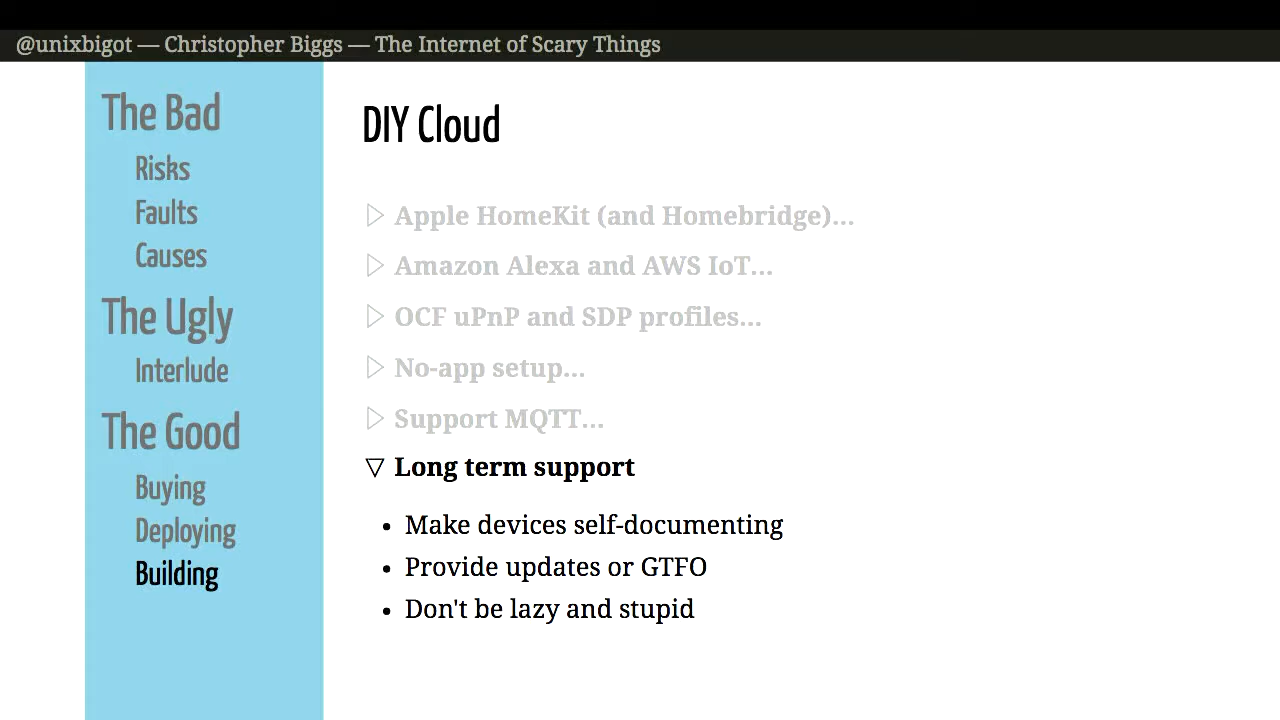 @unixbigot — Christopher Biggs — The Internet of Scary Things
The Bad
Risks
Faults
Causes
The Ugly
Interlude
The Good
Buying
Deploying
Building
DIY Cloud
▷ Apple HomeKit (and Homebridge)...
▷ Amazon Alexa and AWS IoT...
▷ OCF uPnP and SDP profiles...
▷ No-app setup...
▷ Support MQTT...
▽ Long term support
• Make devices self-documenting
• Provide updates or GTFO
• Don't be lazy and stupid